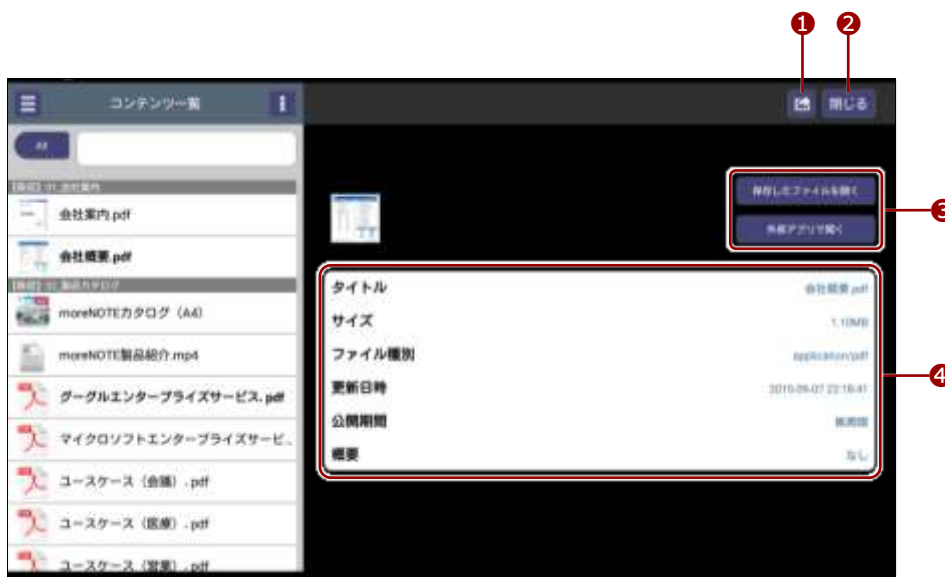 ❶ ❷
コンテンツ一覧
閉じる
All
会社案内.pdf
会社概要.pdf
moreNOTEカタログ（A4）
moreNOTE製品紹介.mp4
グーグルエンタープライズサービス.pdf
マイクロソフトエンタープライズサービ..
ユースケース（会議）.pdf
ユースケース（医療）.pdf
ユースケース（営業）.pdf
保存したファイルを開く
外部アプリで開く
❸
タイトル 会社概要.pdf
サイズ 1.10MB
ファイル種別 application/pdf
更新日時
公開期間 無期限
概要 なし
❹